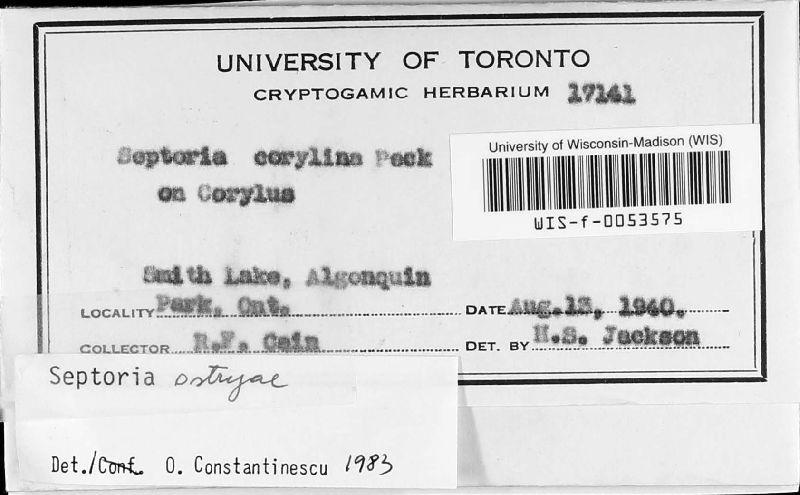 UNIVERSITY OF TORONTO
CRYPTOGAMIC HERBARIUM 17141
Septoria corylina Peck
on Corylus
University of Wisconsin-Madison (WIS)
WIS-f-0053575
Smith Lake, Algonquin
LOCALITY Park, Ont. DATE Aug.13, 1940.
COLLECTOR R.F. Cain DET. BY H.S. Jackson
Septoria ostryae
Det./Conf. O. Constantinescu 1983